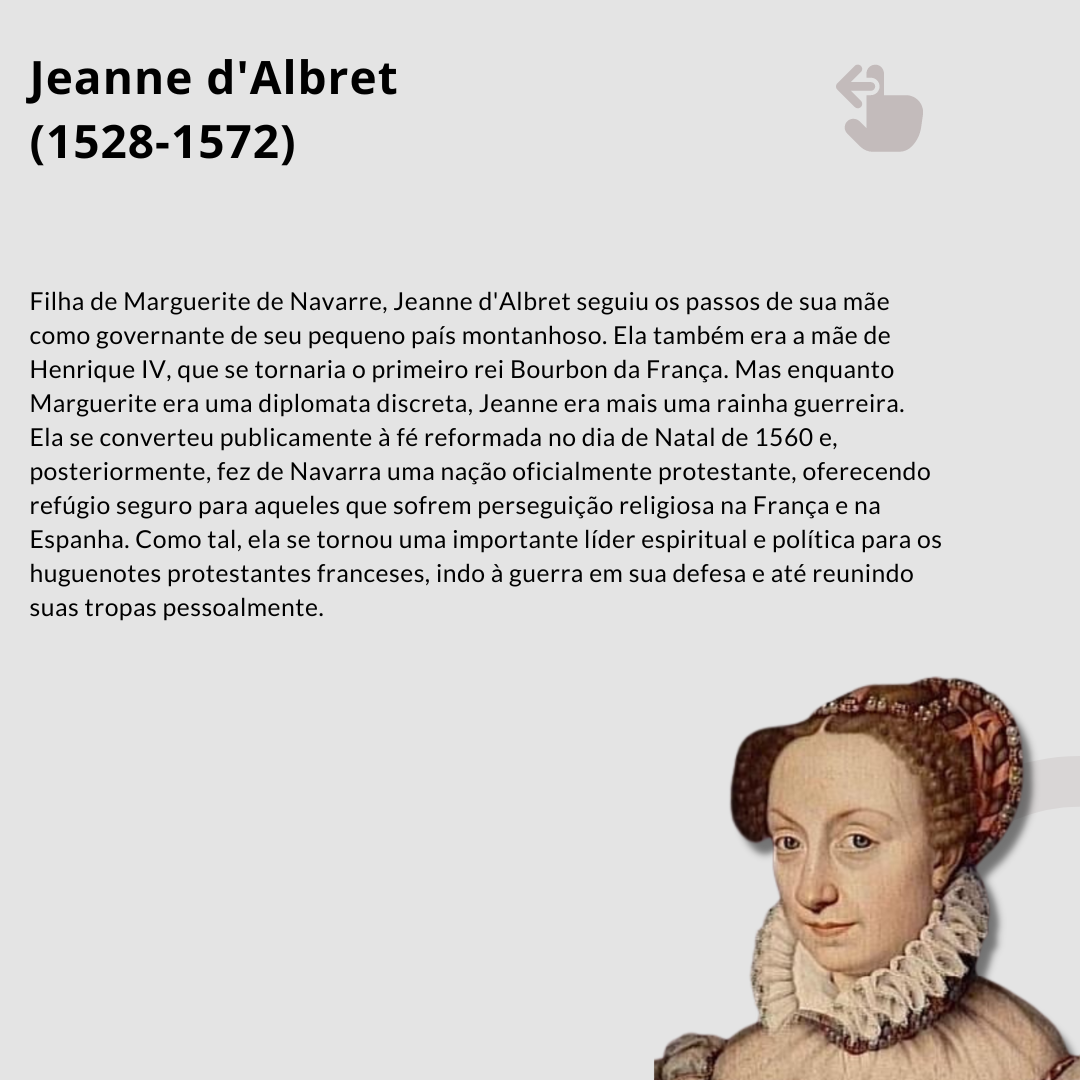 Jeanne d'Albret
(1528-1572)
Filha de Marguerite de Navarre, Jeanne d'Albret seguiu os passos de sua mãe
como governante de seu pequeno país montanhoso. Ela também era a mãe de
Henrique IV, que se tornaria o primeiro rei Bourbon da França. Mas enquanto
Marguerite era uma diplomata discreta, Jeanne era mais uma rainha guerreira.
Ela se converteu publicamente à fé reformada no dia de Natal de 1560 e,
posteriormente, fez de Navarra uma nação oficialmente protestante, oferecendo
refúgio seguro para aqueles que sofrem perseguição religiosa na França e na
Espanha. Como tal, ela se tornou uma importante líder espiritual e política para os
huguenotes protestantes franceses, indo à guerra em sua defesa e até reunindo
suas tropas pessoalmente.